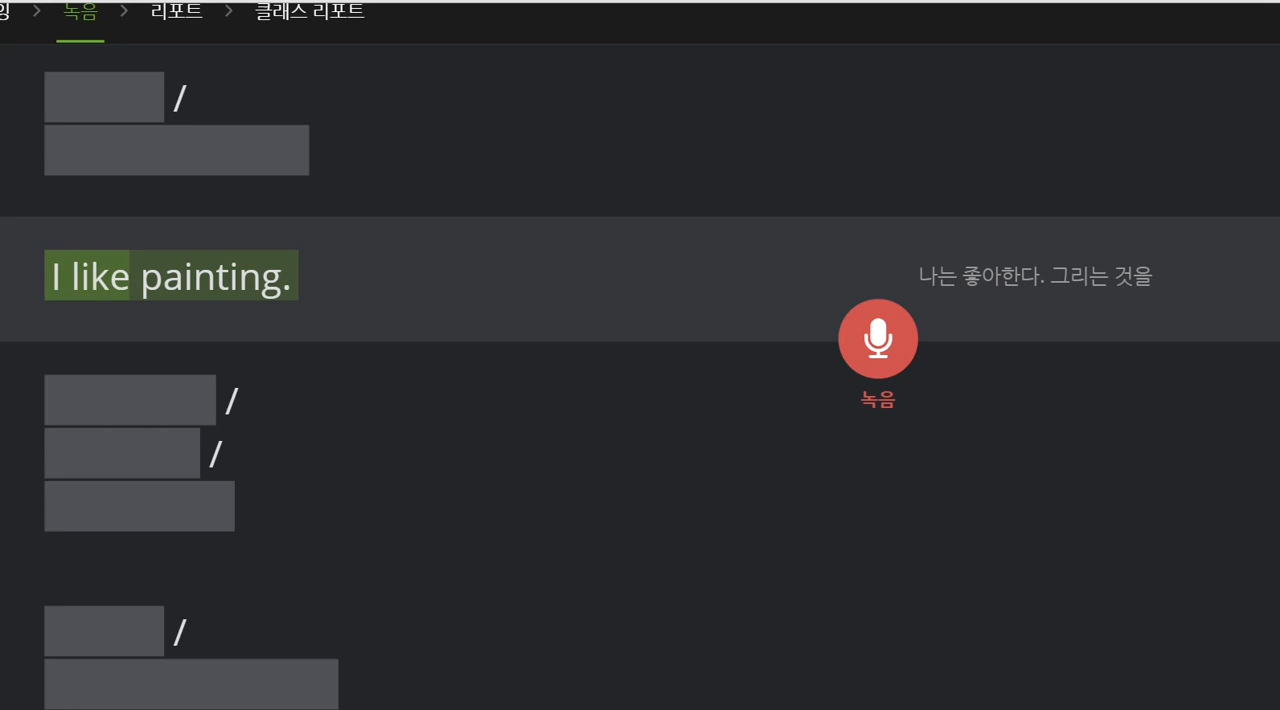 녹음 > 리포트 > 클래스 리포트
/
I like painting.
나는 좋아한다. 그리는 것을
녹음
/
/
/